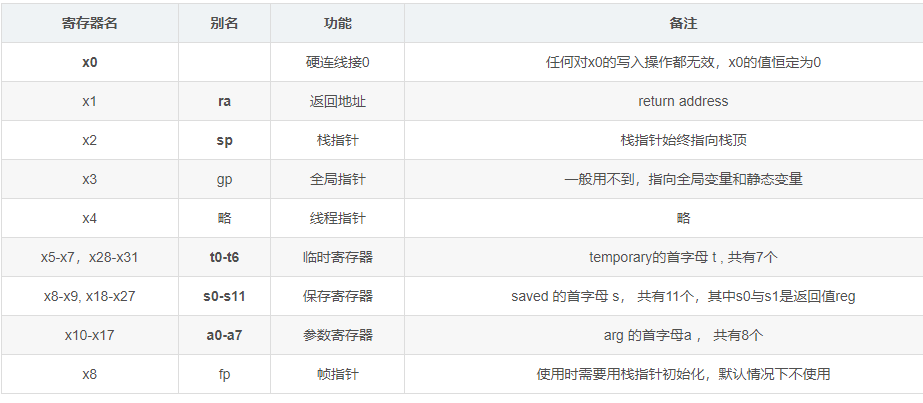 寄存器名 别名 功能 备注
x0 硬连线接0 任何对x0的写入操作都无效，x0的值恒定为0
x1 ra 返回地址 return address
x2 sp 栈指针 栈指针始终指向栈顶
x3 gp 全局指针 一般用不到，指向全局变量和静态变量
x4 略 线程指针 略
x5-x7，x28-x31 t0-t6 临时寄存器 temporary的首字母 t , 共有7个
x8-x9, x18-x27 s0-s11 保存寄存器 saved 的首字母 s， 共有11个，其中s0与s1是返回值reg
x10-x17 a0-a7 参数寄存器 arg 的首字母a ， 共有8个
x8 fp 帧指针 使用时需要用栈指针初始化，默认情况下不使用